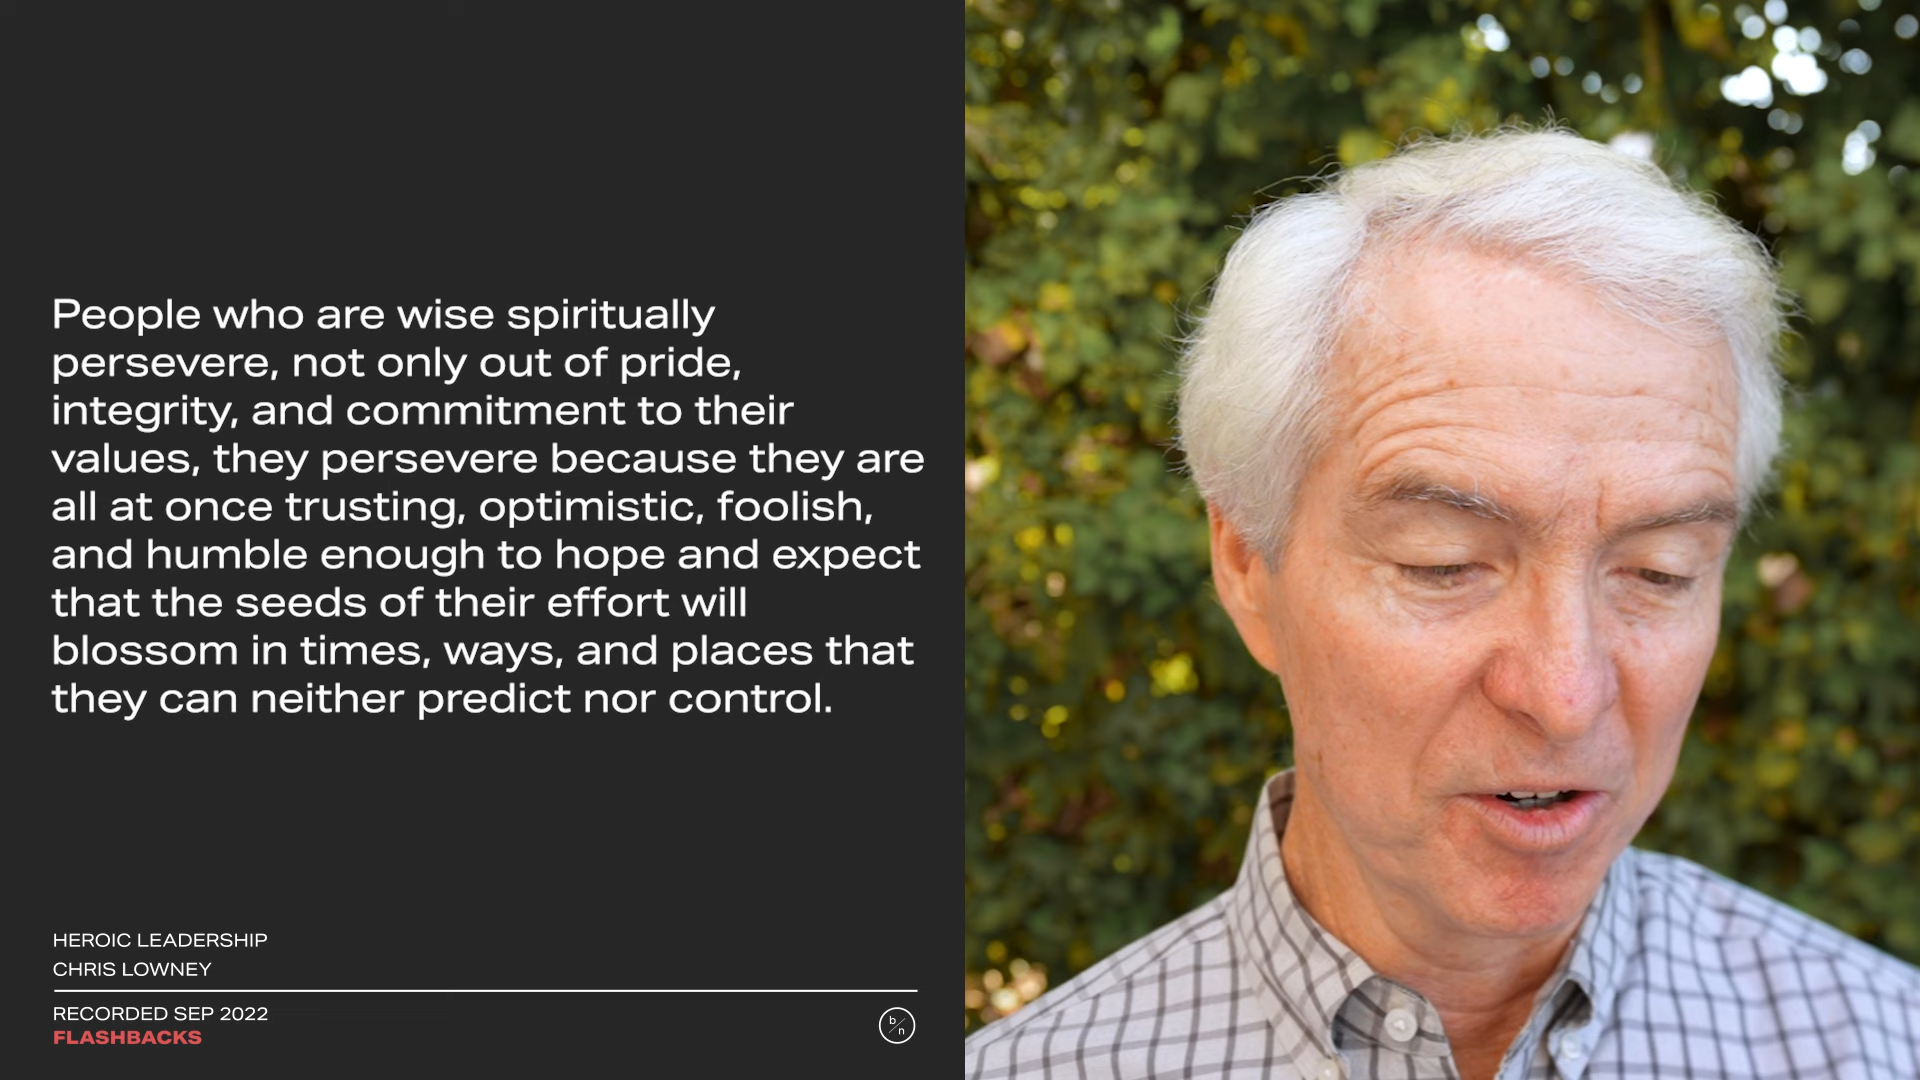 People who are wise spiritually
persevere, not only out of pride,
integrity, and commitment to their
values, they persevere because they are
all at once trusting, optimistic, foolish,
and humble enough to hope and expect
that the seeds of their effort will
blossom in times, ways, and places that
they can neither predict nor control.
HEROIC LEADERSHIP
CHRIS LOWNEY
RECORDED SEP 2022
FLASHBACKS
b/n